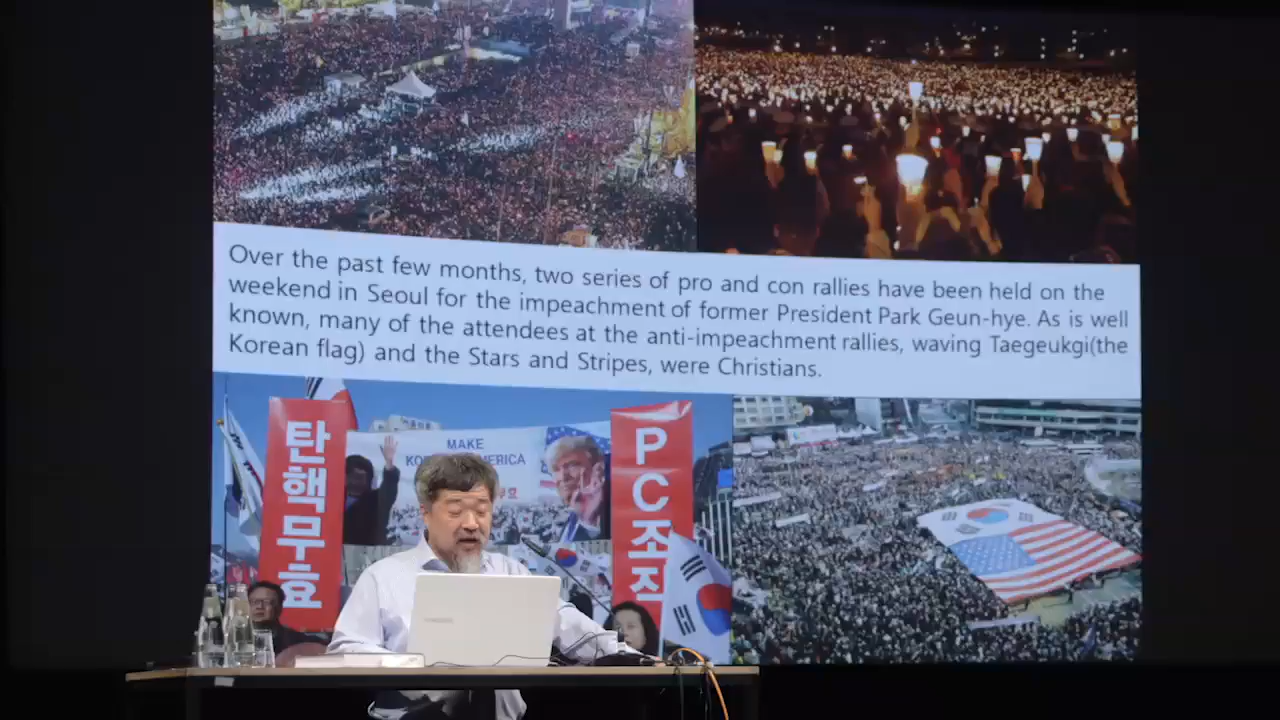 Over the past few months, two series of pro and con rallies have been held on the
weekend in Seoul for the impeachment of former President Park Geun-hye. As is well
known, many of the attendees at the anti-impeachment rallies, waving Taegeukgi(the
Korean flag) and the Stars and Stripes, were Christians.
탄핵무효
MAKE
PC조작